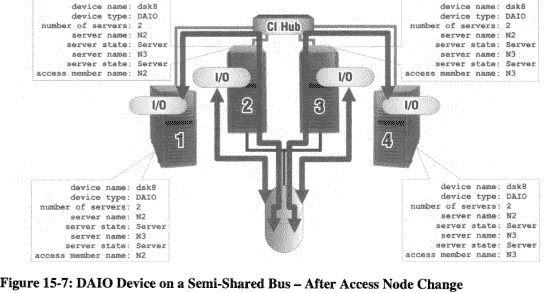 device name: dsk8
device type: DAIO
number of servers: 2
server name: N2
server state: Server
server name: N3
server state: Server
access member name: N2
CI Hub
device name: dsk8
device type: DAIO
number of servers: 2
server name: N2
server state: Server
server name: N3
server state: Server
access member name: N3
I/O
I/O
I/O
I/O
1
2
3
4
device name: dsk8
device type: DAIO
number of servers: 2
server name: N2
server state: Server
server name: N3
server state: Server
access member name: N2
device name: dsk8
device type: DAIO
number of servers: 2
server name: N2
server state: Server
server name: N3
server state: Server
access member name: N3
Figure 15-7: DAIO Device on a Semi-Shared Bus – After Access Node Change